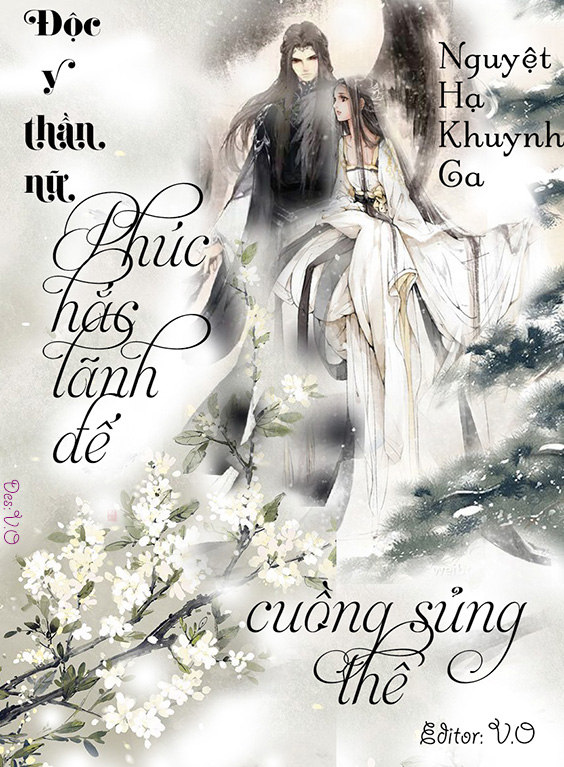 Độc
y
thần
nữ
Phúc
hắc
lãnh
đế
cuồng sủng
thê
Nguyệt
Hạ
Khuynh
Ca
Editor: V.O
Des: V.O